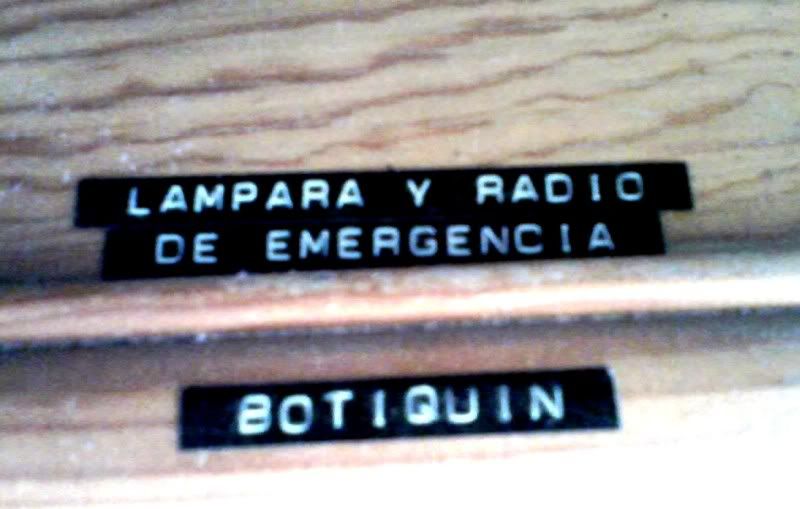 LAMPARA Y RADIO
DE EMERGENCIA
BOTIQUIN